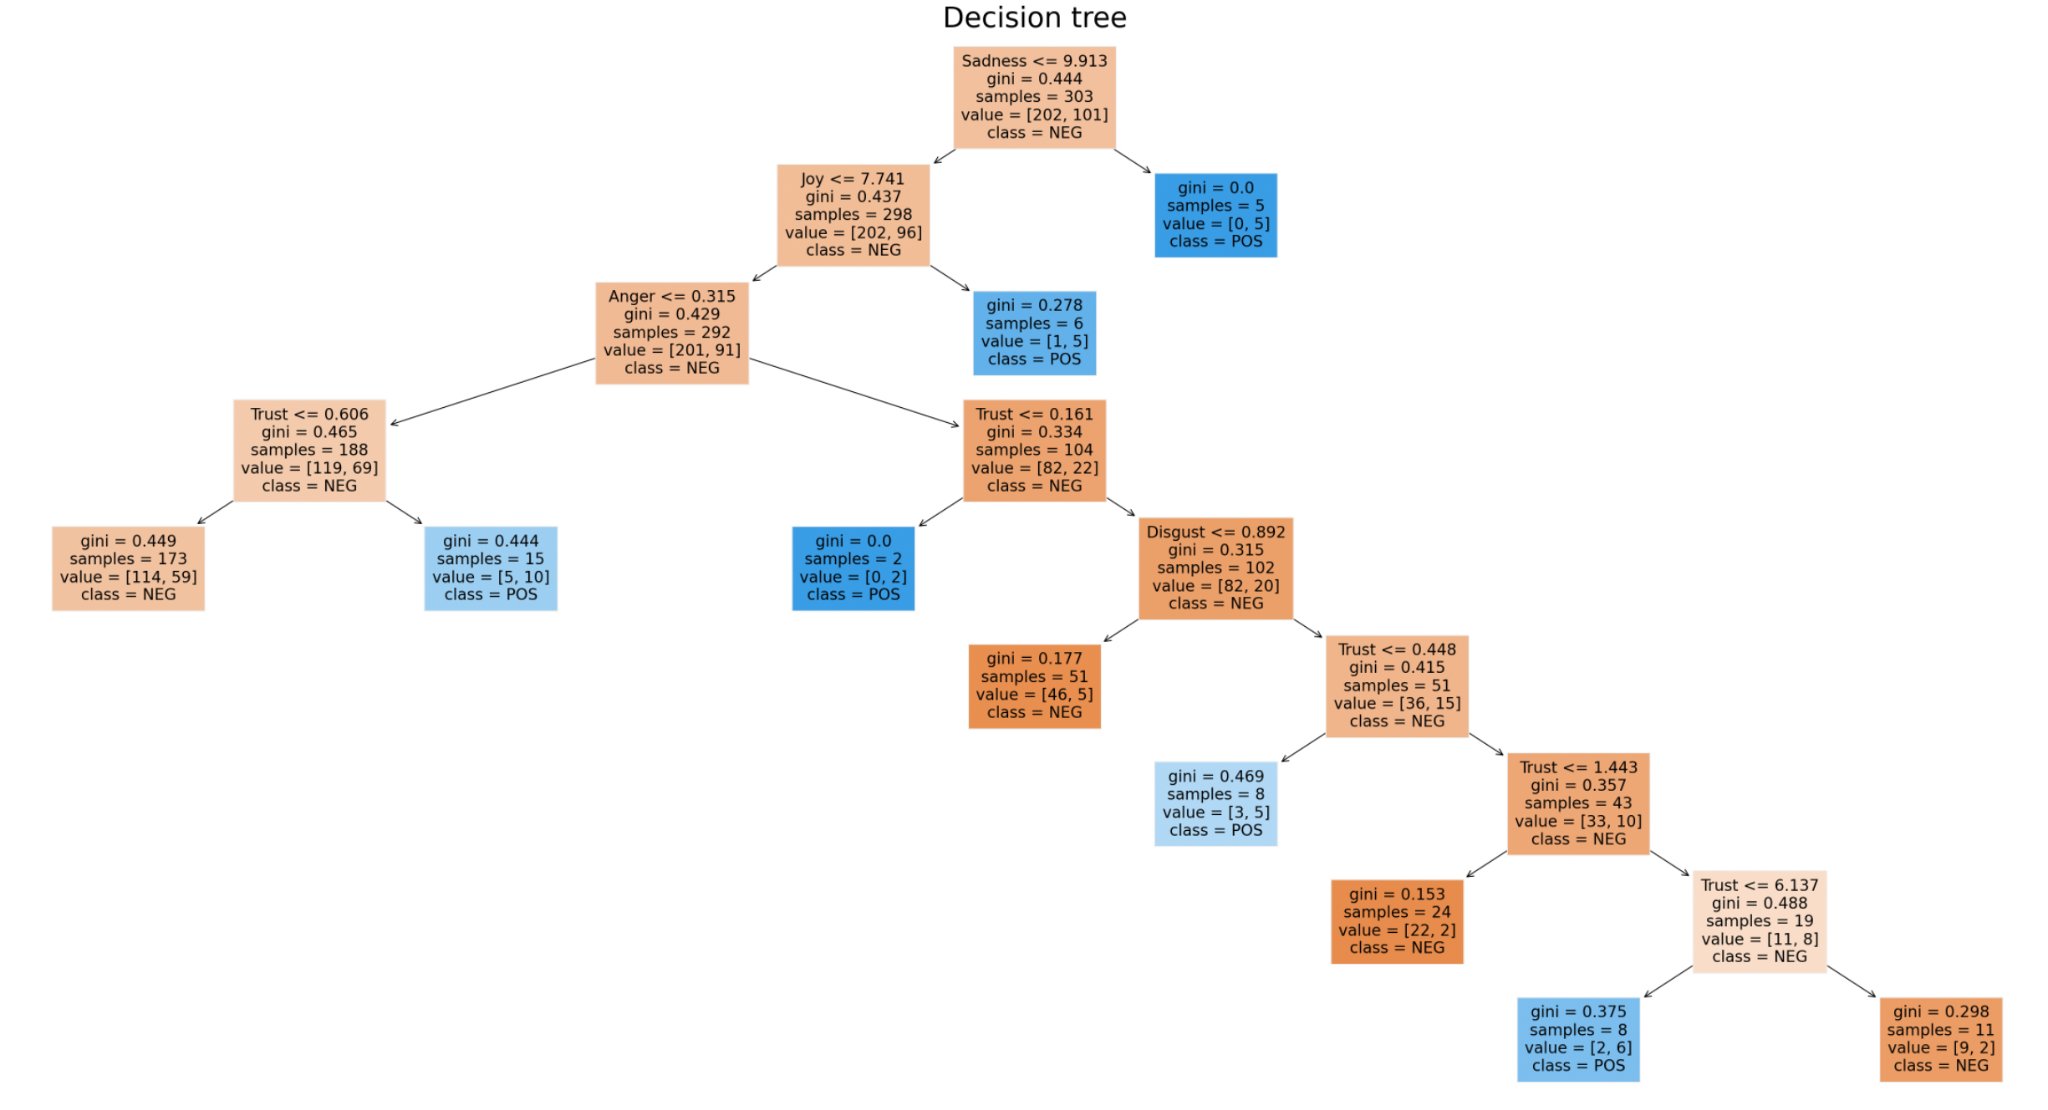 Decision tree
Sadness <= 9.913
gini = 0.444
samples = 303
value = [202, 101]
class = NEG
Joy <= 7.741
gini = 0.437
samples = 298
value = [202, 96]
class = NEG
gini = 0.0
samples = 5
value = [0, 5]
class = POS
Anger <= 0.315
gini = 0.429
samples = 292
value = [201, 91]
class = NEG
gini = 0.278
samples = 6
value = [1, 5]
class = POS
Trust <= 0.606
gini = 0.465
samples = 188
value = [119, 69]
class = NEG
Trust <= 0.161
gini = 0.334
samples = 104
value = [82, 22]
class = NEG
gini = 0.449
samples = 173
value = [114, 59]
class = NEG
gini = 0.444
samples = 15
value = [5, 10]
class = POS
gini = 0.0
samples = 2
value = [0, 2]
class = POS
Disgust <= 0.892
gini = 0.315
samples = 102
value = [82, 20]
class = NEG
gini = 0.177
samples = 51
value = [46, 5]
class = NEG
Trust <= 0.448
gini = 0.415
samples = 51
value = [36, 15]
class = NEG
gini = 0.469
samples = 8
value = [3, 5]
class = POS
Trust <= 1.443
gini = 0.357
samples = 43
value = [33, 10]
class = NEG
gini = 0.153
samples = 24
value = [22, 2]
class = NEG
Trust <= 6.137
gini = 0.488
samples = 19
value = [11, 8]
class = NEG
gini = 0.375
samples = 8
value = [2, 6]
class = POS
gini = 0.298
samples = 11
value = [9, 2]
class = NEG